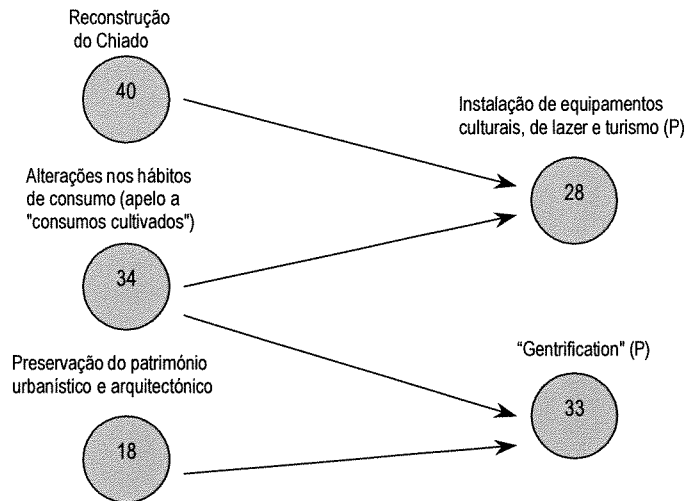 Reconstrução
do Chiado
40
Instalação de equipamentos
culturais, de lazer e turismo (P)
28
Alterações nos hábitos
de consumo (apelo a
"consumos cultivados")
34
Preservação do património
urbanístico e arquitectónico
18
“Gentrification" (P)
33